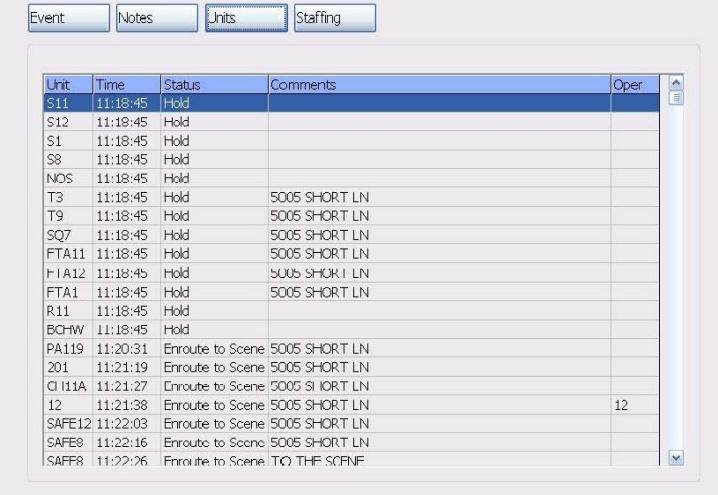 Event Notes Units Staffing
Unit Time Status Comments Oper
S11 11:18:45 Hold
S12 11:18:45 Hold
S1 11:18:45 Hold
S8 11:18:45 Hold
NOS 11:18:45 Hold
T3 11:18:45 Hold 5005 SHORT LN
T9 11:18:45 Hold 5005 SHORT LN
SQ7 11:18:45 Hold 5005 SHORT LN
FTA11 11:18:45 Hold 5005 SHORT LN
FTA12 11:18:45 Hold 5005 SHORT LN
FTA1 11:18:45 Hold 5005 SHORT LN
R11 11:18:45 Hold
BCHW 11:18:45 Hold
PA119 11:20:31 Enroute to Scene 5005 SHORT LN
201 11:21:19 Enroute to Scene 5005 SHORT LN
CH11A 11:21:27 Enroute to Scene 5005 SHORT LN
12 11:21:38 Enroute to Scene 5005 SHORT LN 12
SAFE12 11:22:03 Enroute to Scene 5005 SHORT LN
SAFE8 11:22:16 Enroute to Scene 5005 SHORT LN
SAFE8 11:22:26 Enroute to Scene TO THE SCENE